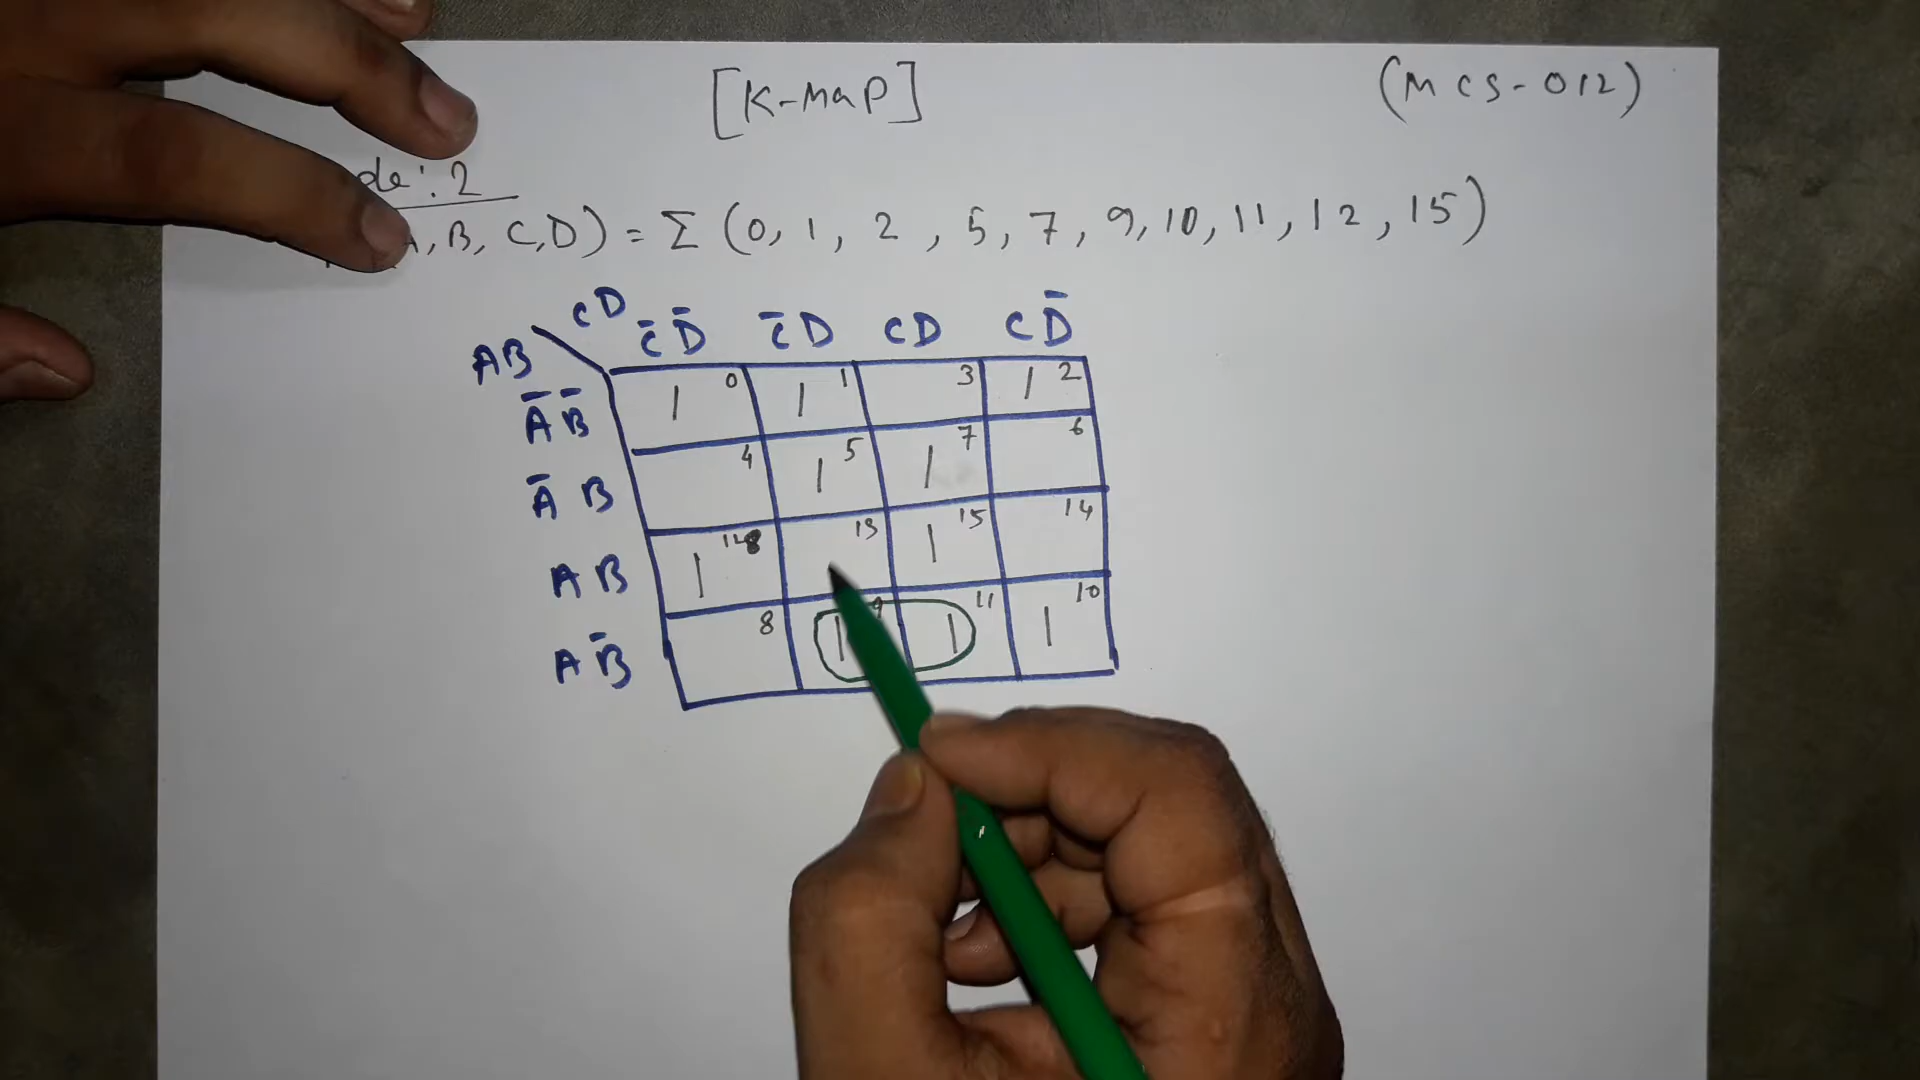 [K-MaP]
(MCS-012)
de:2
A, B, C, D) = Σ (0, 1, 2, 5, 7, 9, 10, 11, 12, 15)
CD
AB C̄D̄ C̄D CD CD̄
ĀB̄ 1 0 1 1 3 1 2
ĀB 4 1 5 1 7 6
AB 1 12 13 1 15 14
AB̄ 8 1 9 1 11 1 10